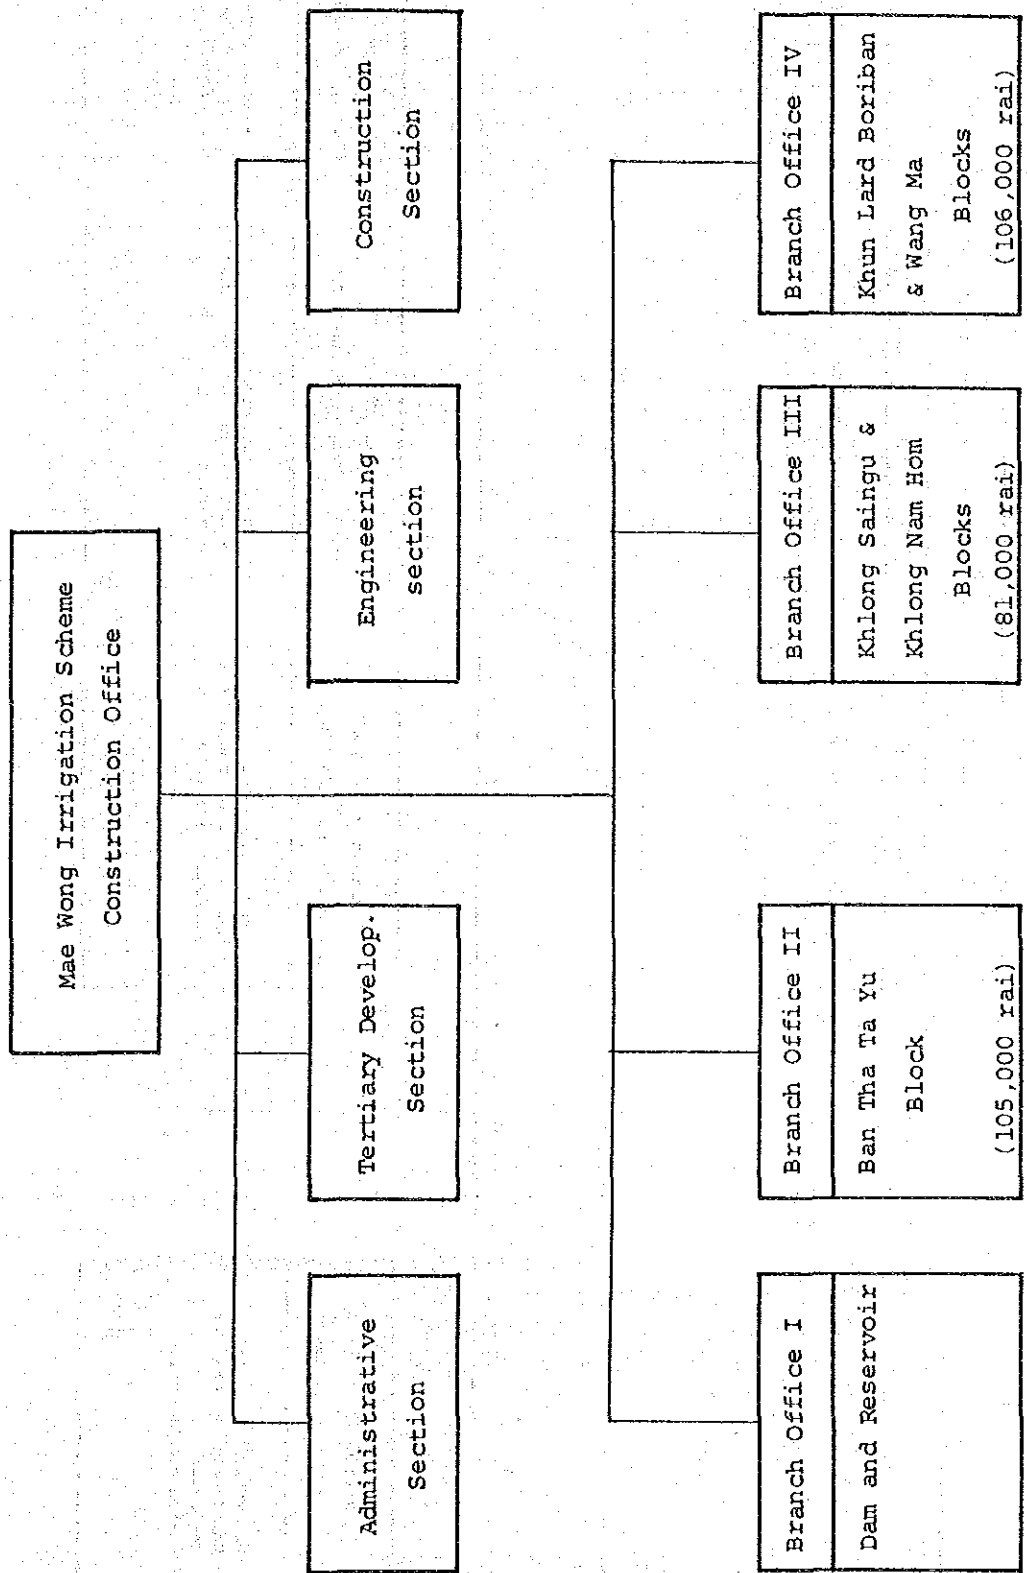 Mae Wong Irrigation Scheme
Construction Office
Administrative
Section
Tertiary Develop.
Section
Engineering
section
Construction
Section
Branch Office I
Dam and Reservoir
Branch Office II
Ban Tha Ta Yu
Block
(105,000 rai)
Branch Office III
Khlong Saingu &
Khlong Nam Hom
Blocks
(81,000 rai)
Branch Office IV
Khun Lard Boriban
& Wang Ma
Blocks
(106,000 rai)